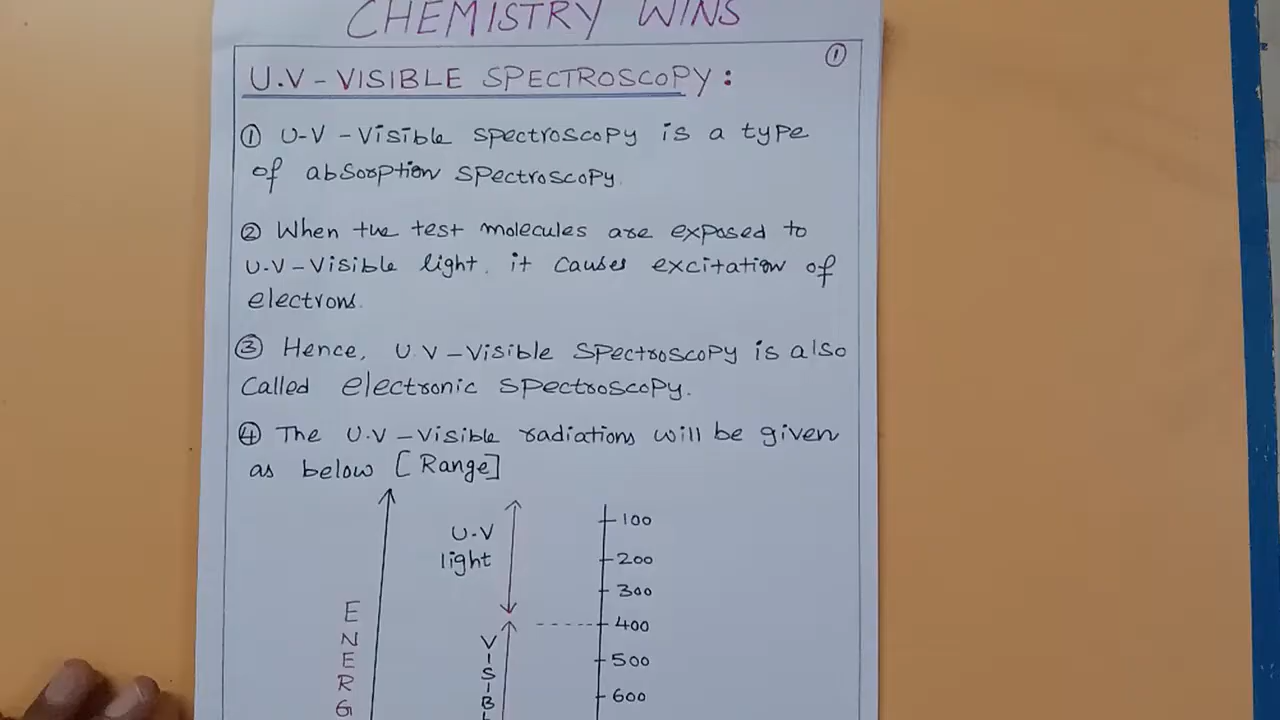 CHEMISTRY WINS
①
U.V - VISIBLE SPECTROSCOPY :
① U-V - Visible spectroscopy is a type
of absorption spectroscopy.
② When the test molecules are exposed to
U.V - Visible light, it causes excitation of
electrons.
③ Hence, U.V - Visible spectroscopy is also
called electronic spectroscopy.
④ The U.V - Visible radiations will be given
as below [Range]
U.V
light
100
200
300
400
500
600
ENERG
VISIBL